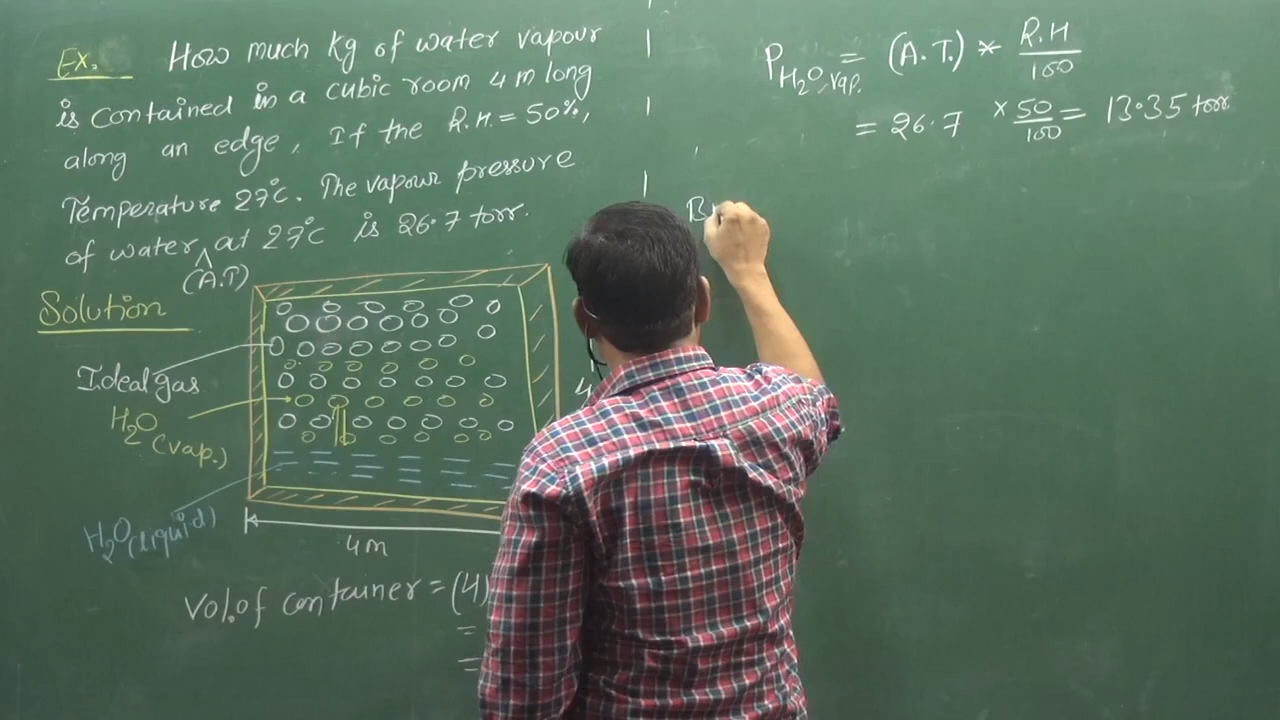 Ex. How much kg of water vapour
is contained in a cubic room 4 m long
along an edge, If the R.H. = 50%,
Temperature 27°c. The vapour pressure
of water at 27°c is 26.7 torr.
(A.T)
Solution
Ideal gas
H2O (vap.)
H2O (liquid)
4m
4
Vol. of container = (4)
=
=
P H2O vap. = (A.T.) * R.H/100
= 26.7 × 50/100 = 13.35 torr